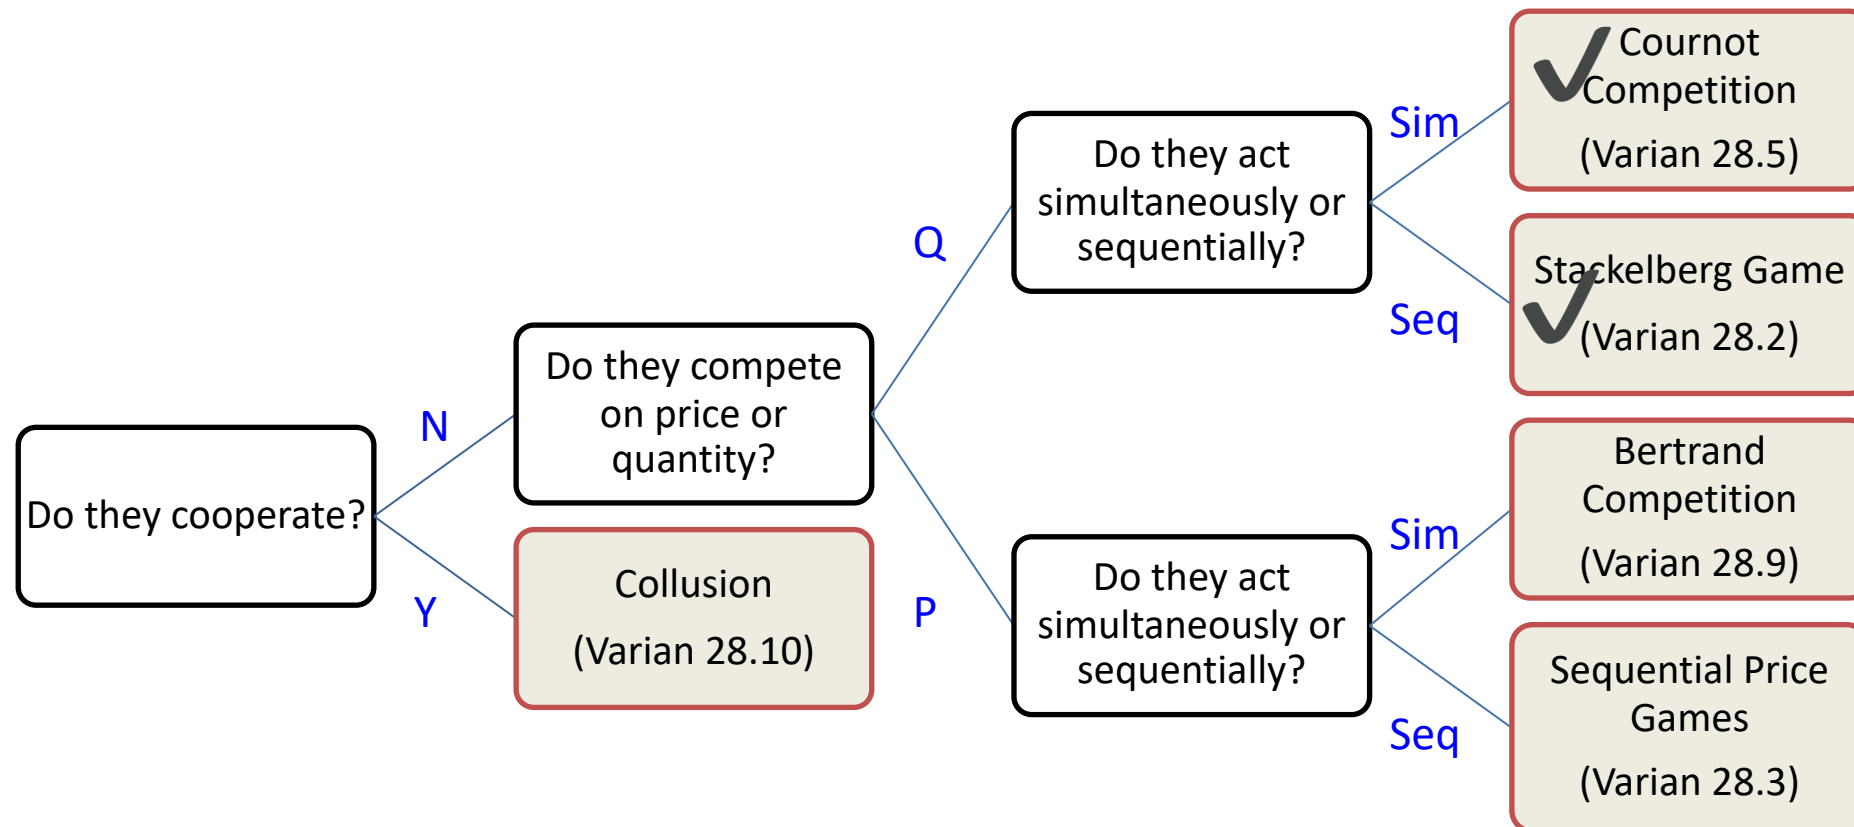 Do they cooperate?
N
Y
Do they compete
on price or
quantity?
Collusion
(Varian 28.10)
Q
P
Do they act
simultaneously or
sequentially?
Do they act
simultaneously or
sequentially?
Sim
Seq
Sim
Seq
Cournot
Competition
(Varian 28.5)
Stackelberg Game
(Varian 28.2)
Bertrand
Competition
(Varian 28.9)
Sequential Price
Games
(Varian 28.3)